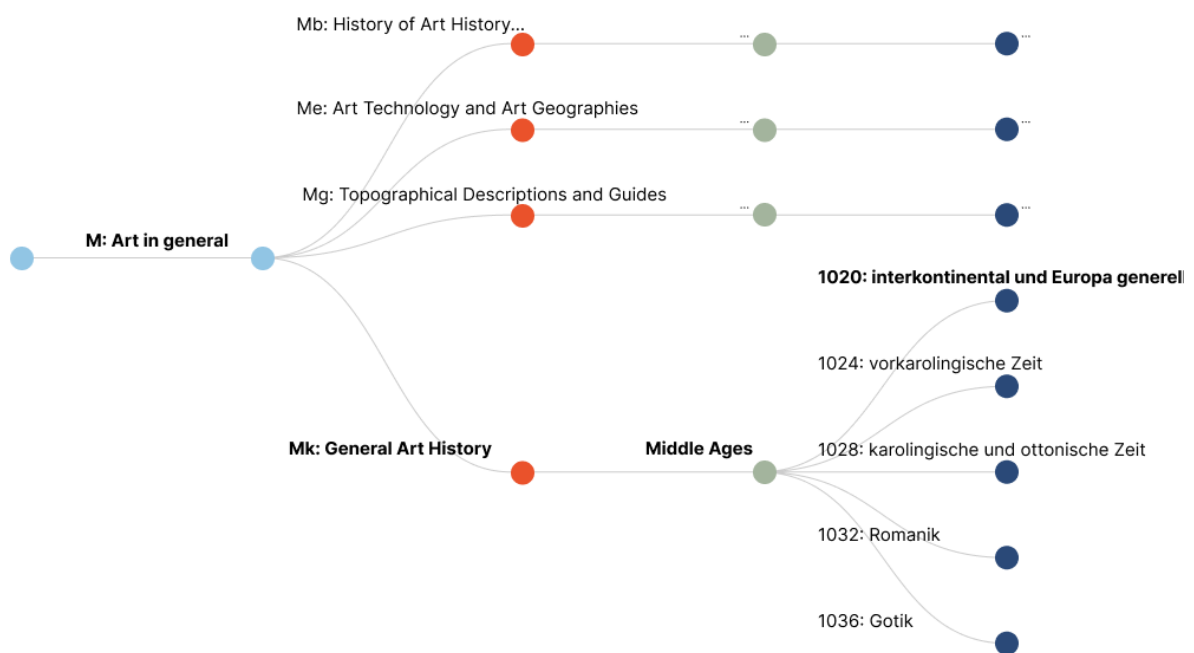 Mb: History of Art History...
...
...
Me: Art Technology and Art Geographies
...
...
Mg: Topographical Descriptions and Guides
...
...
M: Art in general
1020: interkontinental und Europa generell
1024: vorkarolingische Zeit
Mk: General Art History
Middle Ages
1028: karolingische und ottonische Zeit
1032: Romanik
1036: Gotik